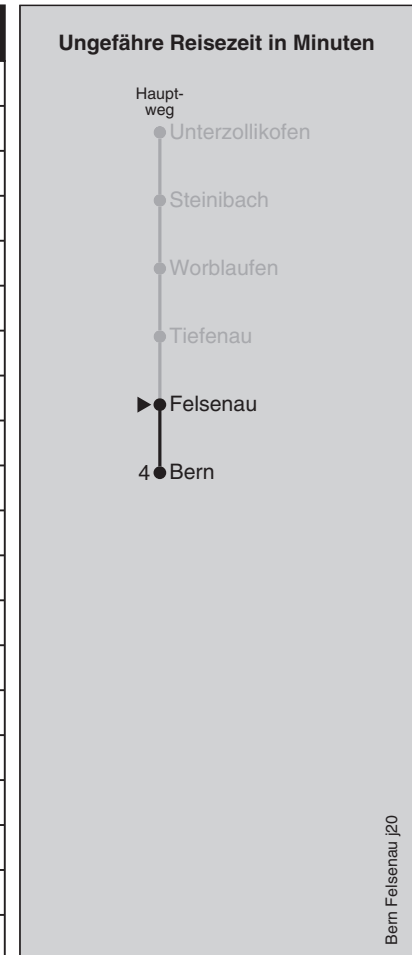 Ungefähre Reisezeit in Minuten
Haupt-
weg
Unterzollikofen
Steinibach
Worblaufen
Tiefenau
Felsenau
4 Bern
Bern Felsenau j20